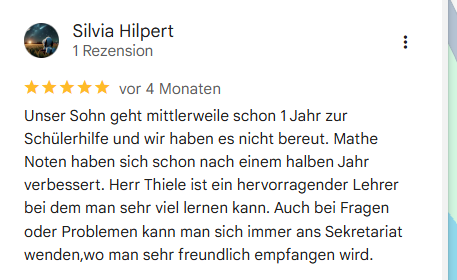 Silvia Hilpert
1 Rezension
vor 4 Monaten
Unser Sohn geht mittlerweile schon 1 Jahr zur
Schülerhilfe und wir haben es nicht bereut. Mathe
Noten haben sich schon nach einem halben Jahr
verbessert. Herr Thiele ist ein hervorragender Lehrer
bei dem man sehr viel lernen kann. Auch bei Fragen
oder Problemen kann man sich immer ans Sekretariat
wenden,wo man sehr freundlich empfangen wird.